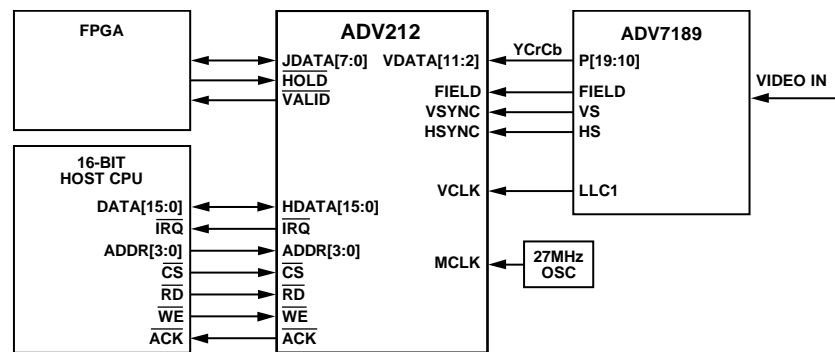 FPGA
ADV212
JDATA[7:0]
HOLD
VALID
VDATA[11:2]
FIELD
VSYNC
HSYNC
VCLK
MCLK
YCrCb
ADV7189
P[19:10]
FIELD
VS
HS
LLC1
VIDEO IN
27MHz
OSC
16-BIT
HOST CPU
DATA[15:0]
IRQ
ADDR[3:0]
CS
RD
WE
ACK
HDATA[15:0]
IRQ
ADDR[3:0]
CS
RD
WE
ACK